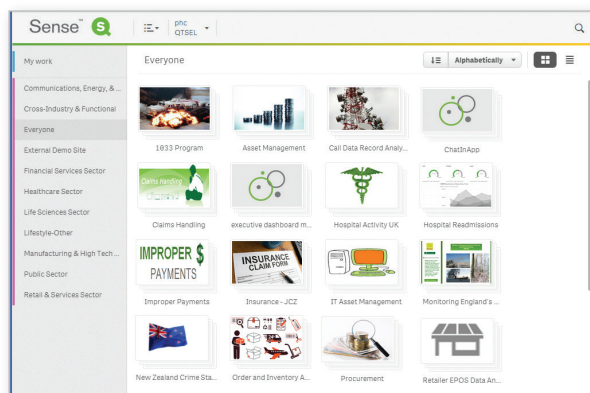 Sense™
phc
QTSEL
My work
Everyone
Alphabetically
Communications, Energy, & ...
Cross-Industry & Functional
Everyone
External Demo Site
Financial Services Sector
Healthcare Sector
Life Sciences Sector
Lifestyle-Other
Manufacturing & High Tech ...
Public Sector
Retail & Services Sector
1033 Program
Asset Management
Call Data Record Analy...
ChatInApp
Claims Handling
Claims Handling
executive dashboard m...
Hospital Activity UK
Hospital Readmissions
IMPROPER $
PAYMENTS
INSURANCE
CLAIM FORM
Improper Payments
Insurance - JCZ
IT Asset Management
Monitoring England's ...
New Zealand Crime Sta...
Order and Inventory A...
Procurement
Retailer EPOS Data An...